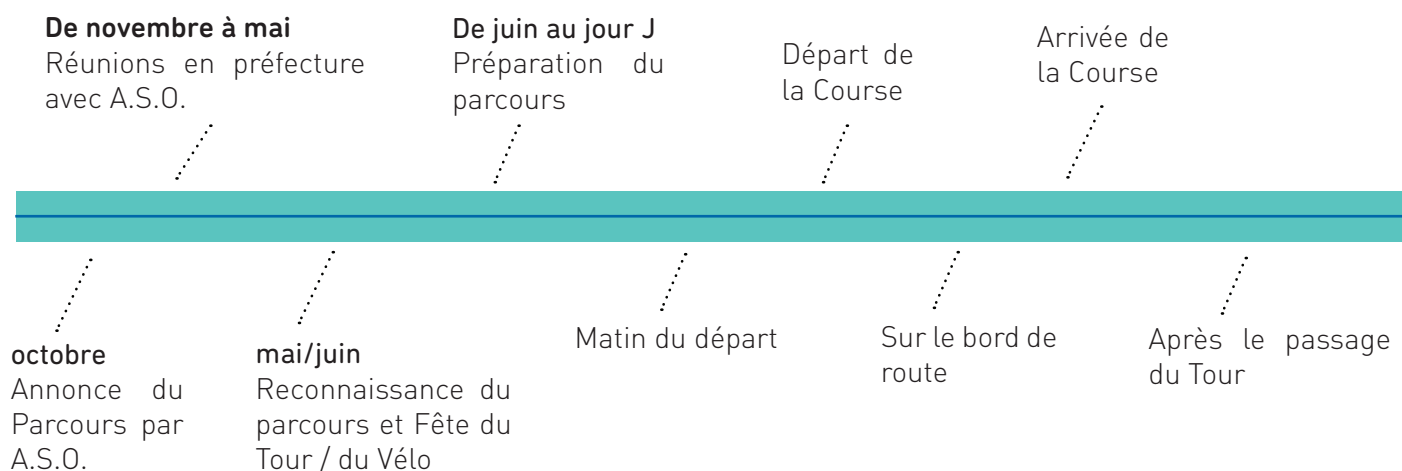 De novembre à mai
Réunions en préfecture
avec A.S.O.
De juin au jour J
Préparation du
parcours
Départ de
la Course
Arrivée de
la Course
octobre
Annonce du
Parcours par
A.S.O.
mai/juin
Reconnaissance du
parcours et Fête du
Tour / du Vélo
Matin du départ
Sur le bord de
route
Après le passage
du Tour